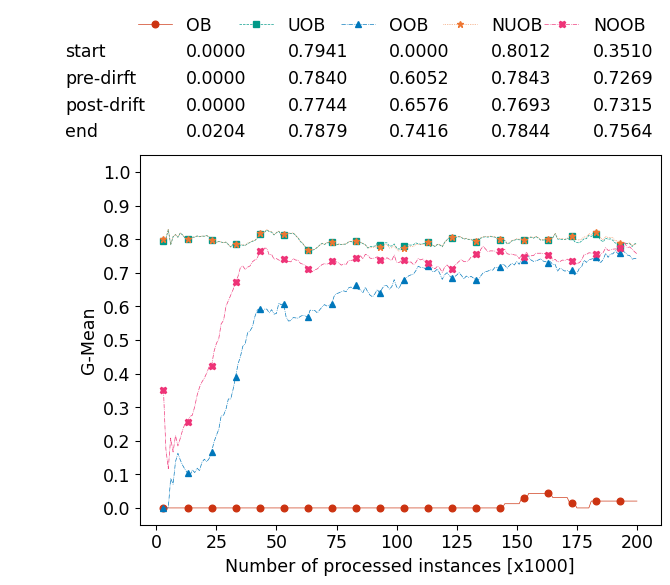 OB UOB OOB NUOB NOOB
start 0.0000 0.7941 0.0000 0.8012 0.3510
pre-dirft 0.0000 0.7840 0.6052 0.7843 0.7269
post-drift 0.0000 0.7744 0.6576 0.7693 0.7315
end 0.0204 0.7879 0.7416 0.7844 0.7564
1.0
0.9
0.8
0.7
0.6
0.5
0.4
0.3
0.2
0.1
0.0
G-Mean
0 25 50 75 100 125 150 175 200
Number of processed instances [x1000]